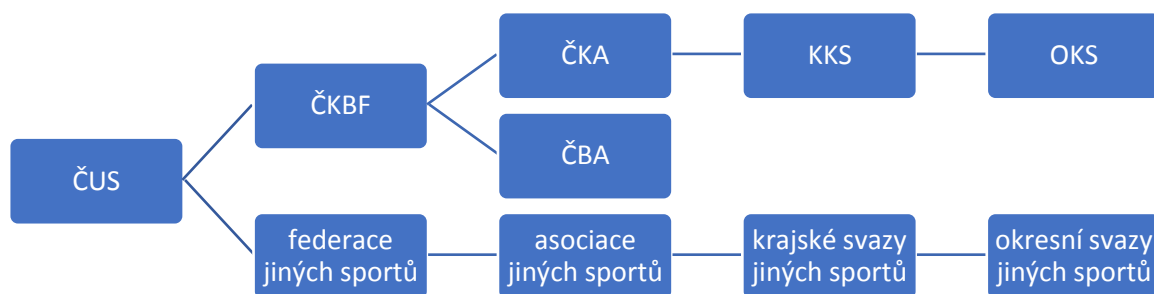 ČKA
KKS
OKS
ČKBF
ČBA
ČUS
federace
jiných sportů
asociace
jiných sportů
krajské svazy
jiných sportů
okresní svazy
jiných sportů